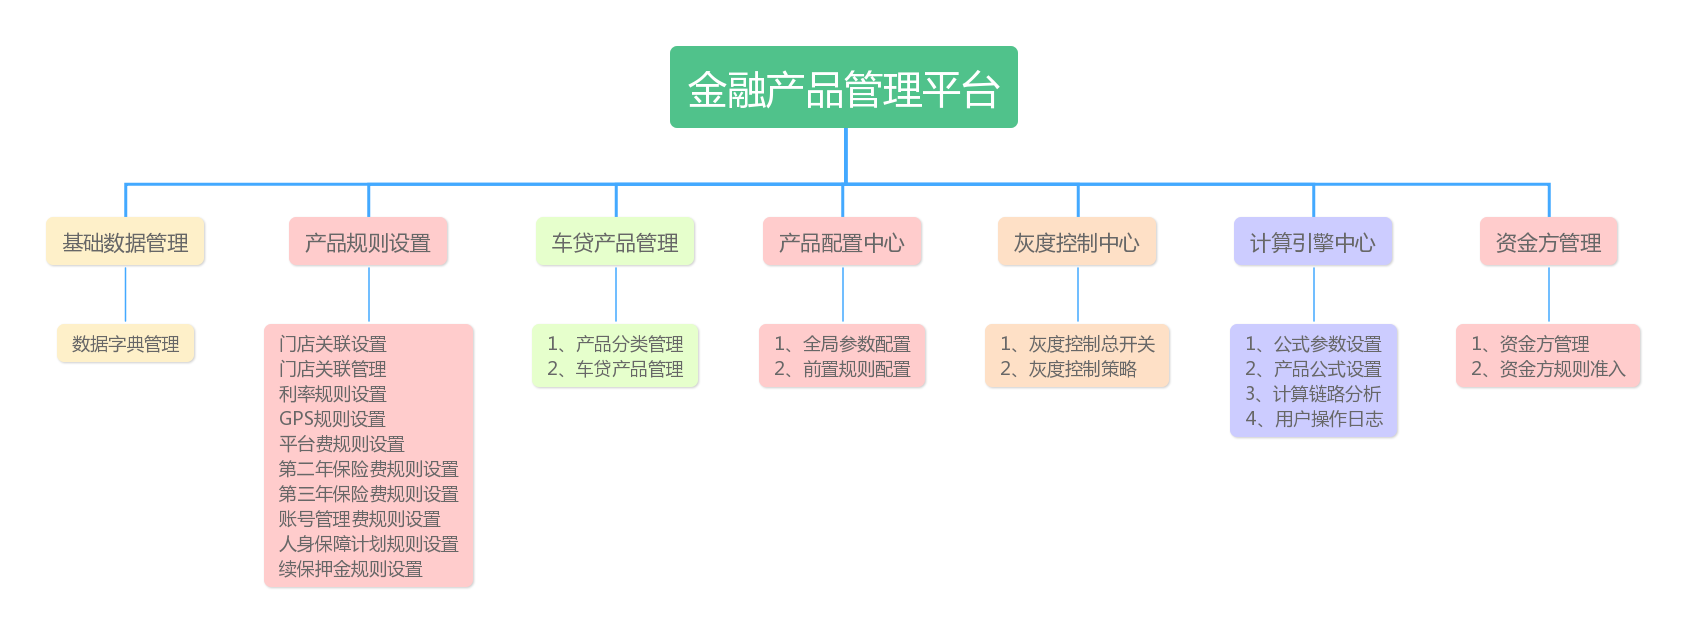 金融产品管理平台
基础数据管理
数据字典管理
产品规则设置
门店关联设置
门店关联管理
利率规则设置
GPS规则设置
平台费规则设置
第二年保险费规则设置
第三年保险费规则设置
账号管理费规则设置
人身保障计划规则设置
续保押金规则设置
车贷产品管理
1、产品分类管理
2、车贷产品管理
产品配置中心
1、全局参数配置
2、前置规则配置
灰度控制中心
1、灰度控制总开关
2、灰度控制策略
计算引擎中心
1、公式参数设置
2、产品公式设置
3、计算链路分析
4、用户操作日志
资金方管理
1、资金方管理
2、资金方规则准入